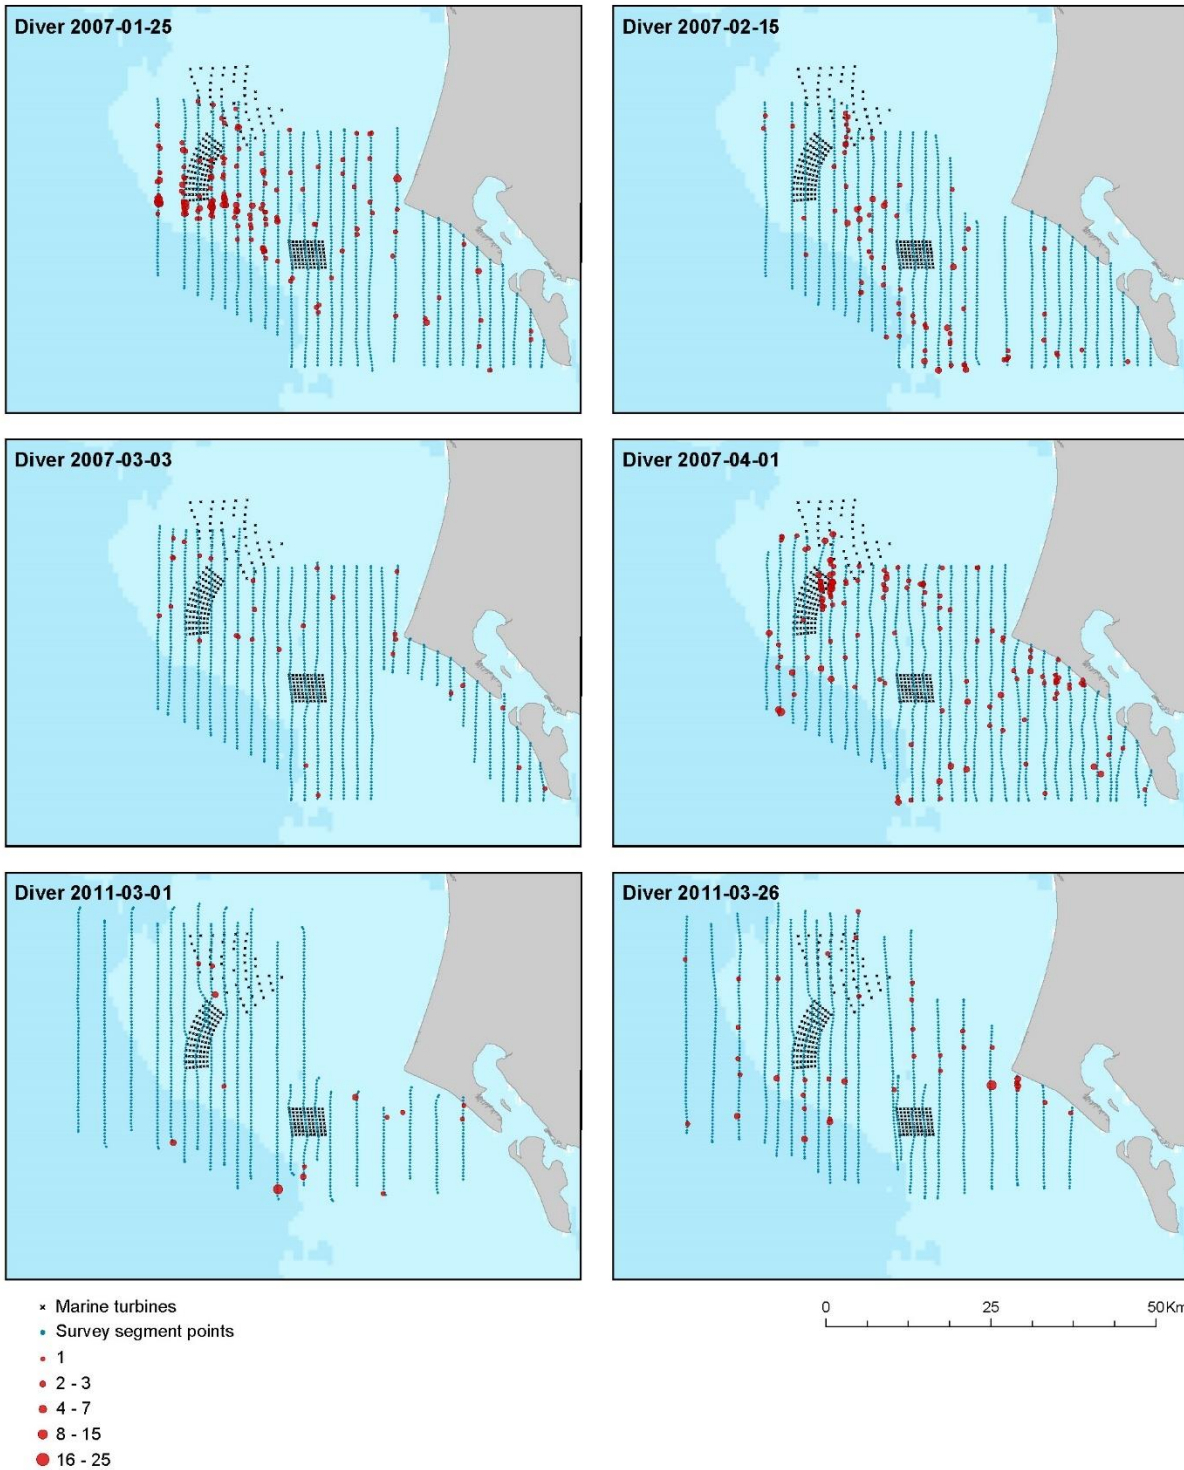 Diver 2007-01-25
Diver 2007-02-15
Diver 2007-03-03
Diver 2007-04-01
Diver 2011-03-01
Diver 2011-03-26
Marine turbines
Survey segment points
1
2 - 3
4 - 7
8 - 15
16 - 25
0 25 50Km